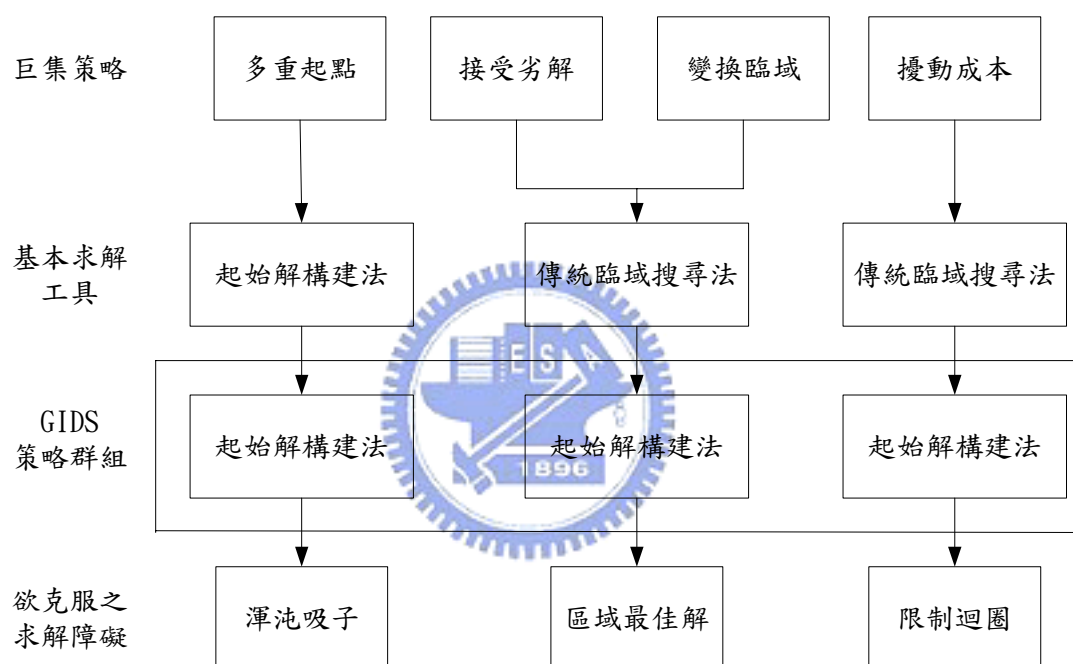 巨集策略
多重起點
接受劣解
變換臨域
擾動成本
基本求解
工具
起始解構建法
傳統臨域搜尋法
傳統臨域搜尋法
GIDS
策略群組
起始解構建法
起始解構建法
起始解構建法
欲克服之
求解障礙
渾沌吸子
區域最佳解
限制迴圈
ESA
1896